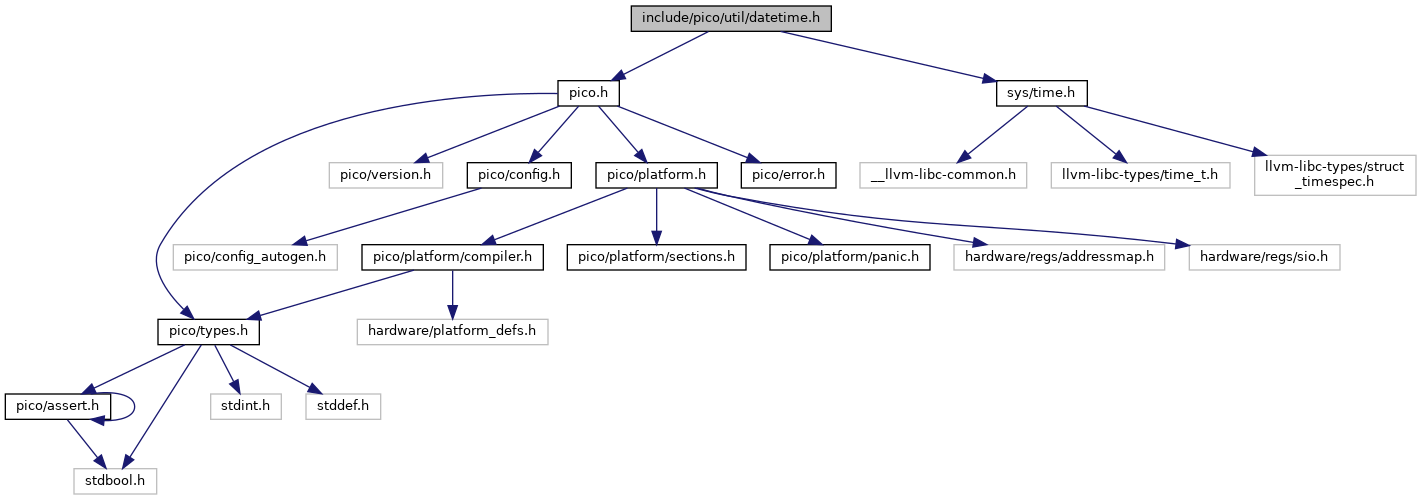 include/pico/util/datetime.h
pico.h
sys/time.h
pico/version.h
pico/config.h
pico/platform.h
pico/error.h
__llvm-libc-common.h
llvm-libc-types/time_t.h
llvm-libc-types/struct
_timespec.h
pico/config_autogen.h
pico/platform/compiler.h
pico/platform/sections.h
pico/platform/panic.h
hardware/regs/addressmap.h
hardware/regs/sio.h
pico/types.h
hardware/platform_defs.h
pico/assert.h
stdint.h
stddef.h
stdbool.h